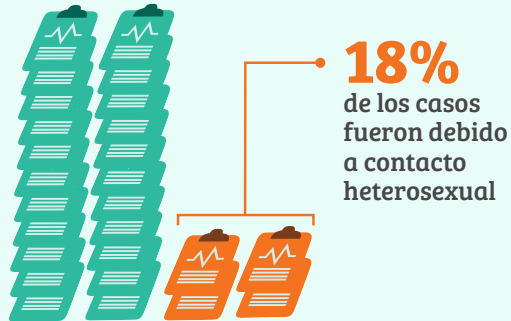 18%
de los casos
fueron debido
a contacto
heterosexual